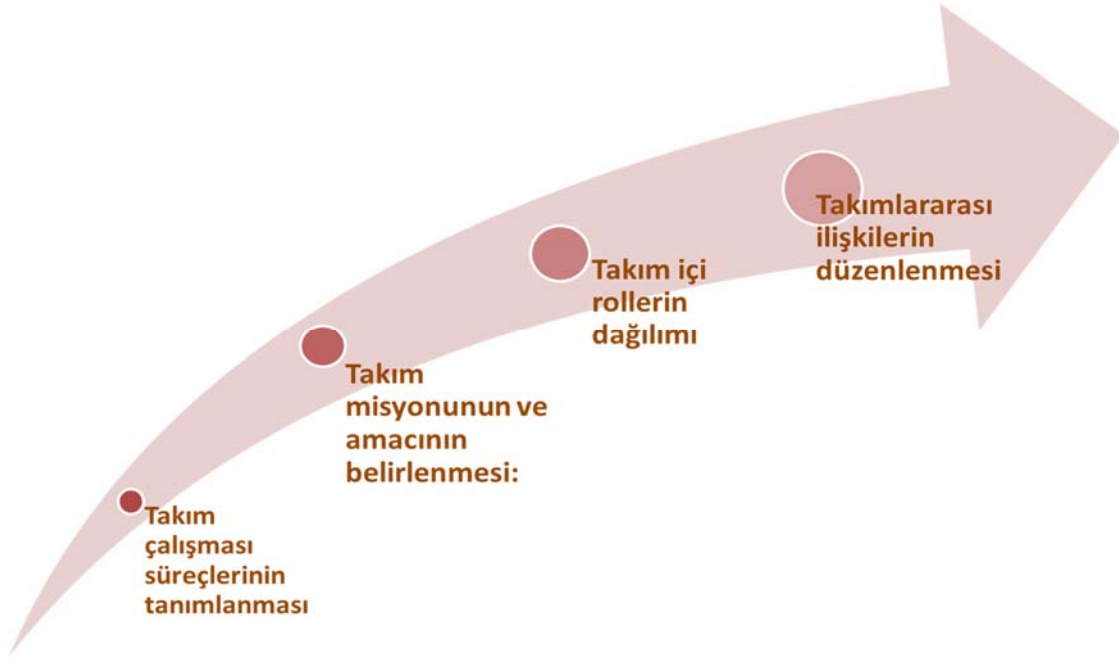 Takım
çalışması
süreçlerinin
tanımlanması
Takım
misyonunun ve
amacının
belirlenmesi:
Takım içi
rollerin
dağılımı
Takımlararası
ilişkilerin
düzenlenmesi